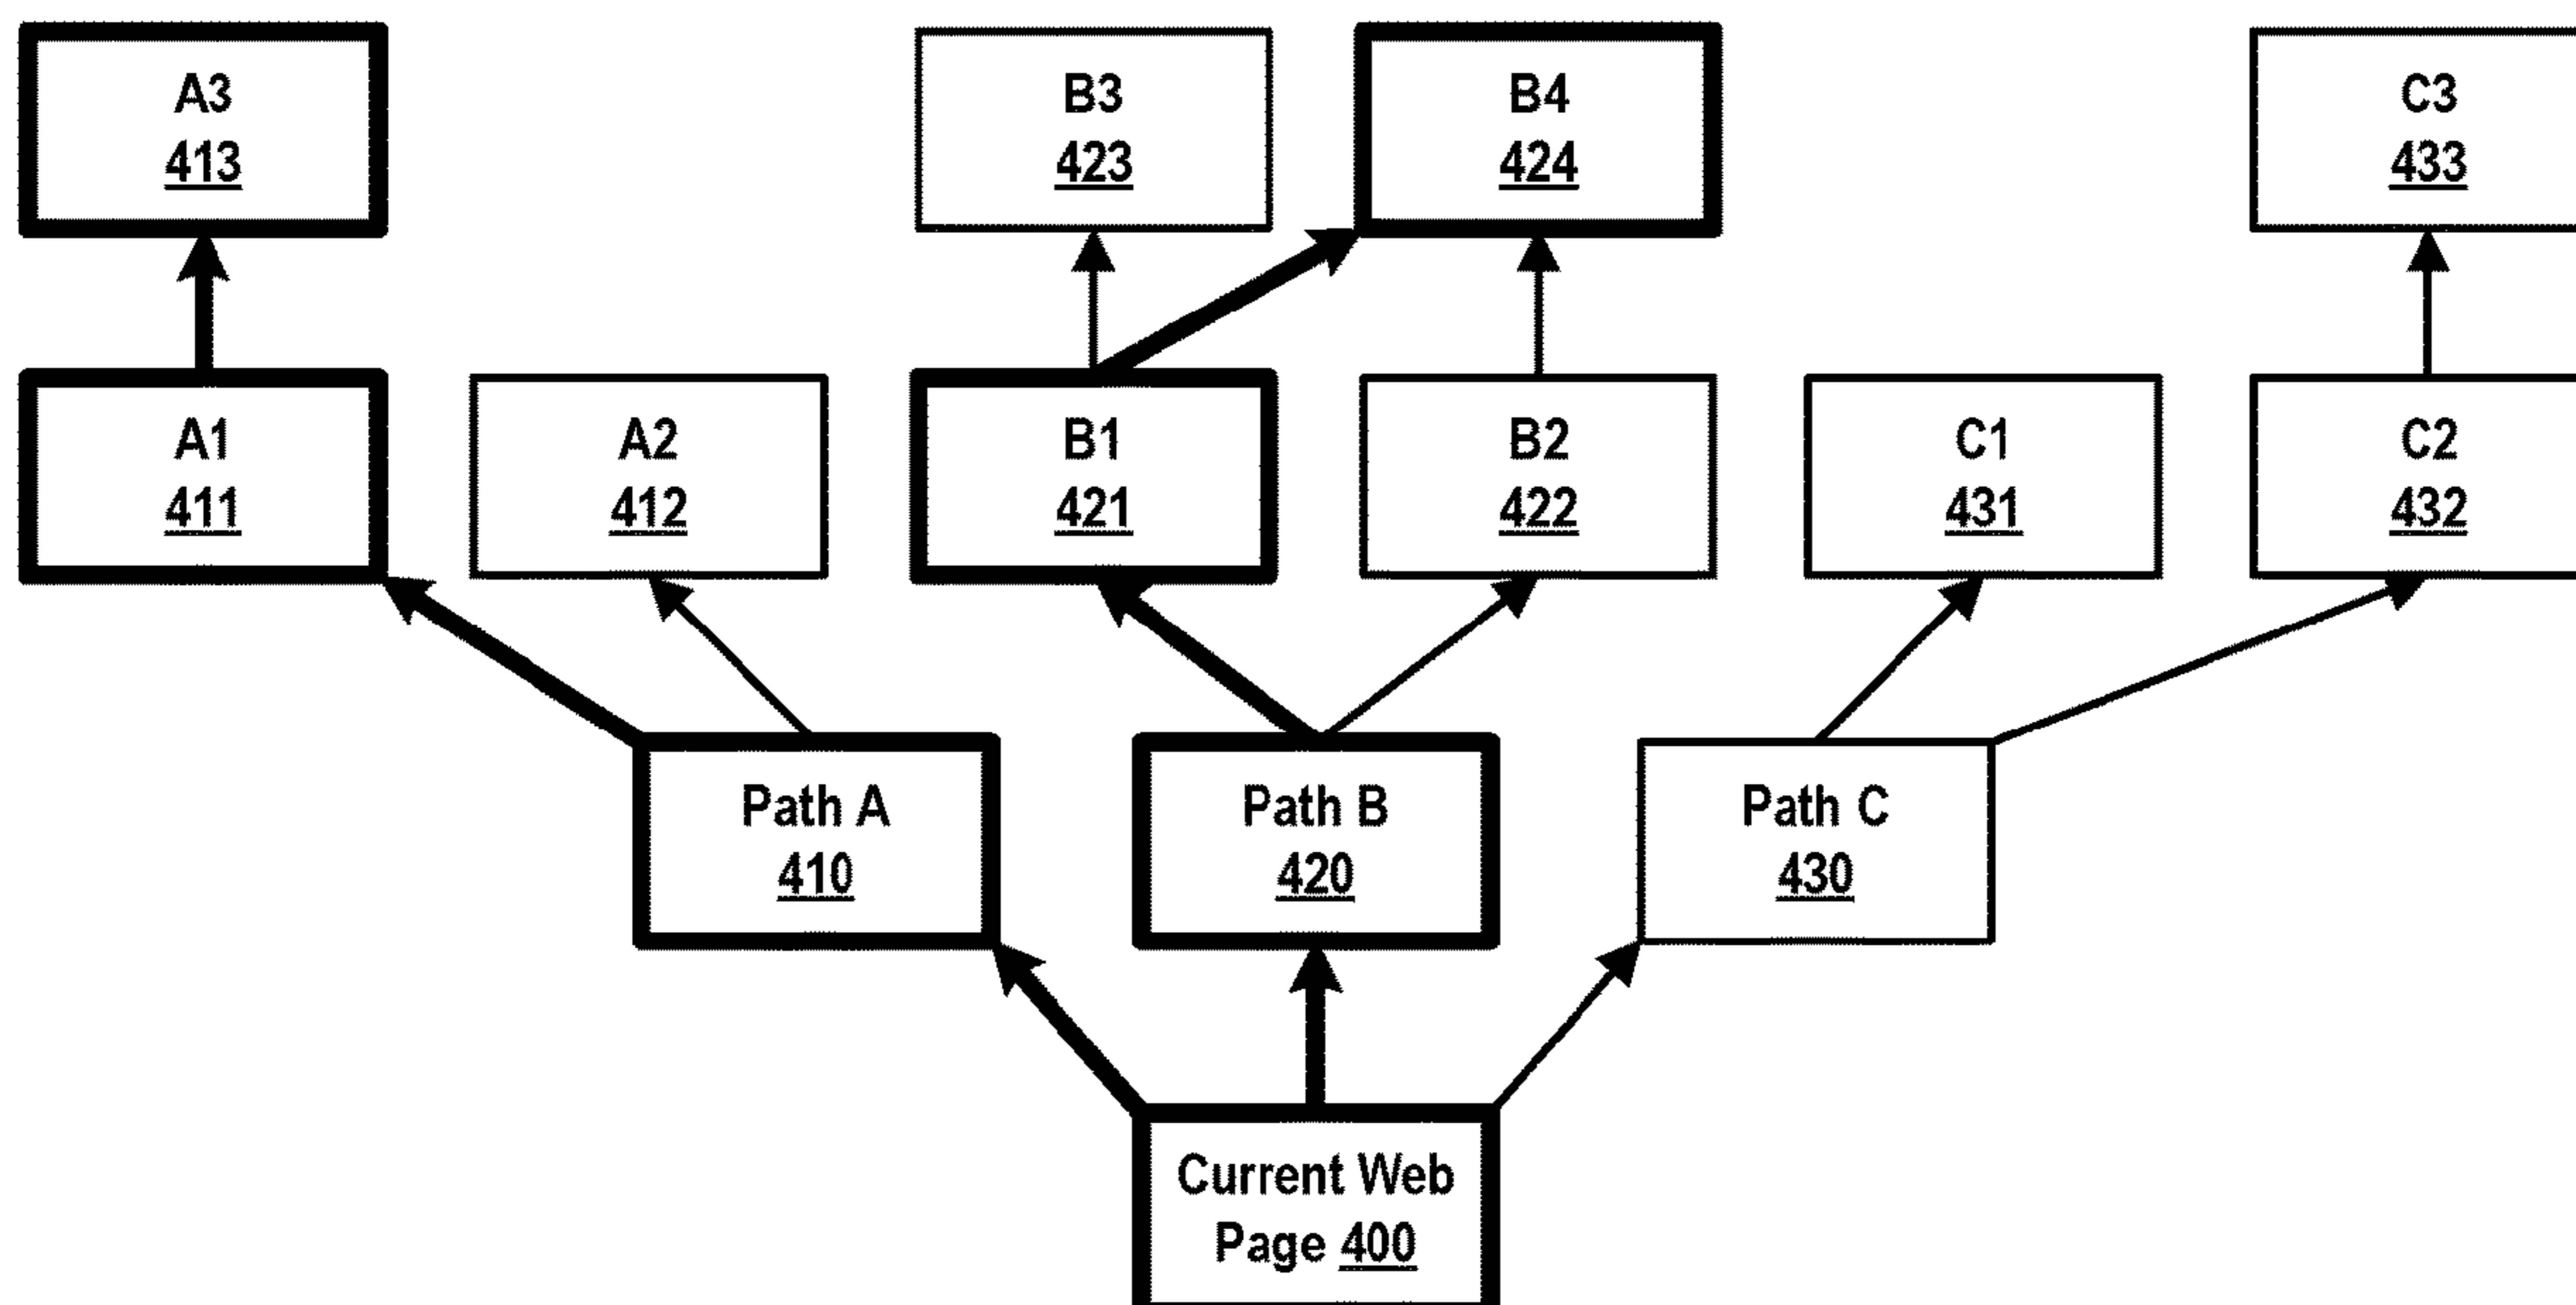 A3
413
B3
423
B4
424
C3
433
A1
411
A2
412
B1
421
B2
422
C1
431
C2
432
Path A
410
Path B
420
Path C
430
Current Web
Page 400